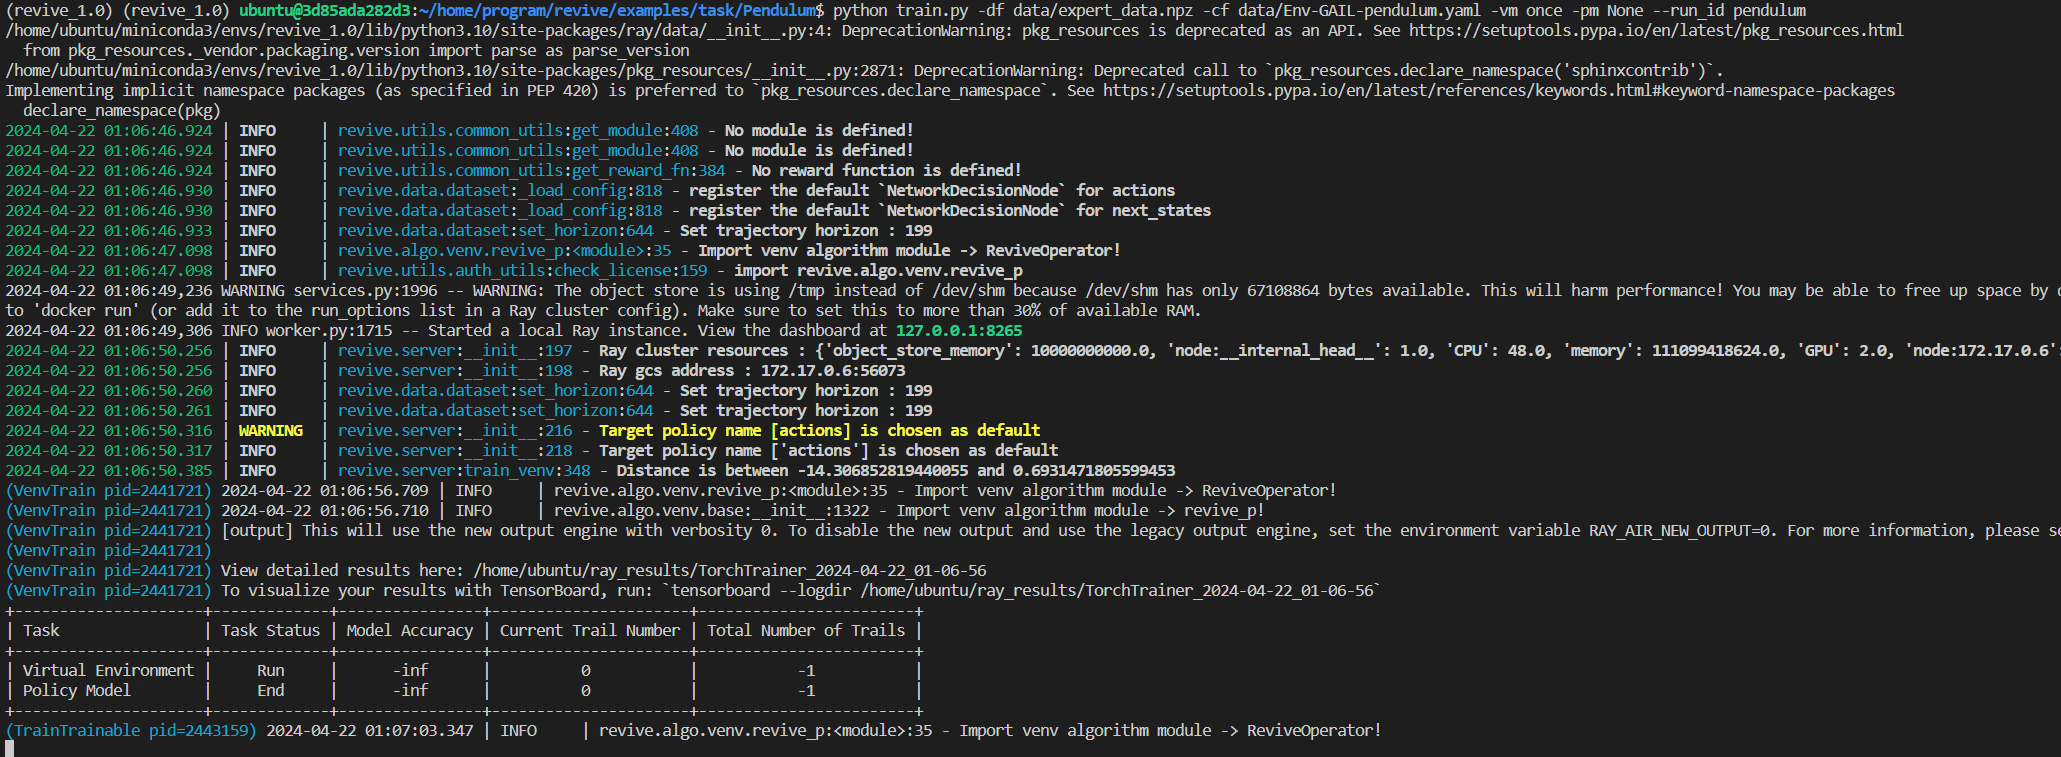 (revive_1.0) (revive_1.0) ubuntu@3d85ada282d3:~/home/program/revive/examples/task/Pendulum$ python train.py -df data/expert_data.npz -cf data/Env-GAIL-pendulum.yaml -vm once -pm None --run_id pendulum
/home/ubuntu/miniconda3/envs/revive_1.0/lib/python3.10/site-packages/ray/data/__init__.py:4: DeprecationWarning: pkg_resources is deprecated as an API. See https://setuptools.pypa.io/en/latest/pkg_resources.html
  from pkg_resources._vendor.packaging.version import parse as parse_version
/home/ubuntu/miniconda3/envs/revive_1.0/lib/python3.10/site-packages/pkg_resources/__init__.py:2871: DeprecationWarning: Deprecated call to `pkg_resources.declare_namespace('sphinxcontrib')`.
Implementing implicit namespace packages (as specified in PEP 420) is preferred to `pkg_resources.declare_namespace`. See https://setuptools.pypa.io/en/latest/references/keywords.html#keyword-namespace-packages
  declare_namespace(pkg)
2024-04-22 01:06:46.924 | INFO     | revive.utils.common_utils:get_module:408 - No module is defined!
2024-04-22 01:06:46.924 | INFO     | revive.utils.common_utils:get_module:408 - No module is defined!
2024-04-22 01:06:46.924 | INFO     | revive.utils.common_utils:get_reward_fn:384 - No reward function is defined!
2024-04-22 01:06:46.930 | INFO     | revive.data.dataset:_load_config:818 - register the default `NetworkDecisionNode` for actions
2024-04-22 01:06:46.930 | INFO     | revive.data.dataset:_load_config:818 - register the default `NetworkDecisionNode` for next_states
2024-04-22 01:06:46.933 | INFO     | revive.data.dataset:set_horizon:644 - Set trajectory horizon : 199
2024-04-22 01:06:47.098 | INFO     | revive.algo.venv.revive_p:<module>:35 - Import venv algorithm module -> ReviveOperator!
2024-04-22 01:06:47.098 | INFO     | revive.utils.auth_utils:check_license:159 - import revive.algo.venv.revive_p
2024-04-22 01:06:49,236 WARNING services.py:1996 -- WARNING: The object store is using /tmp instead of /dev/shm because /dev/shm has only 67108864 bytes available. This will harm performance! You may be able to free up space by
to 'docker run' (or add it to the run_options list in a Ray cluster config). Make sure to set this to more than 30% of available RAM.
2024-04-22 01:06:49,306 INFO worker.py:1715 -- Started a local Ray instance. View the dashboard at 127.0.0.1:8265
2024-04-22 01:06:50.256 | INFO     | revive.server:__init__:197 - Ray cluster resources : {'object_store_memory': 10000000000.0, 'node:__internal_head__': 1.0, 'CPU': 48.0, 'memory': 111099418624.0, 'GPU': 2.0, 'node:172.17.0.6':
2024-04-22 01:06:50.256 | INFO     | revive.server:__init__:198 - Ray gcs address : 172.17.0.6:56073
2024-04-22 01:06:50.260 | INFO     | revive.data.dataset:set_horizon:644 - Set trajectory horizon : 199
2024-04-22 01:06:50.261 | INFO     | revive.data.dataset:set_horizon:644 - Set trajectory horizon : 199
2024-04-22 01:06:50.316 | WARNING  | revive.server:__init__:216 - Target policy name [actions] is chosen as default
2024-04-22 01:06:50.317 | INFO     | revive.server:__init__:218 - Target policy name ['actions'] is chosen as default
2024-04-22 01:06:50.385 | INFO     | revive.server:train_venv:348 - Distance is between -14.306852819440055 and 0.6931471805599453
(VenvTrain pid=2441721) 2024-04-22 01:06:56.709 | INFO     | revive.algo.venv.revive_p:<module>:35 - Import venv algorithm module -> ReviveOperator!
(VenvTrain pid=2441721) 2024-04-22 01:06:56.710 | INFO     | revive.algo.venv.base:__init__:1322 - Import venv algorithm module -> revive_p!
(VenvTrain pid=2441721) [output] This will use the new output engine with verbosity 0. To disable the new output and use the legacy output engine, set the environment variable RAY_AIR_NEW_OUTPUT=0. For more information, please
(VenvTrain pid=2441721)
(VenvTrain pid=2441721) View detailed results here: /home/ubuntu/ray_results/TorchTrainer_2024-04-22_01-06-56
(VenvTrain pid=2441721) To visualize your results with TensorBoard, run: `tensorboard --logdir /home/ubuntu/ray_results/TorchTrainer_2024-04-22_01-06-56`
+---------------------+-------------+----------------+----------------------+------------------------+
| Task                | Task Status | Model Accuracy | Current Trail Number | Total Number of Trails |
+---------------------+-------------+----------------+----------------------+------------------------+
| Virtual Environment |     Run     |      -inf      |          0           |           -1           |
| Policy Model        |     End     |      -inf      |          0           |           -1           |
+---------------------+-------------+----------------+----------------------+------------------------+
(TrainTrainable pid=2443159) 2024-04-22 01:07:03.347 | INFO     | revive.algo.venv.revive_p:<module>:35 - Import venv algorithm module -> ReviveOperator!